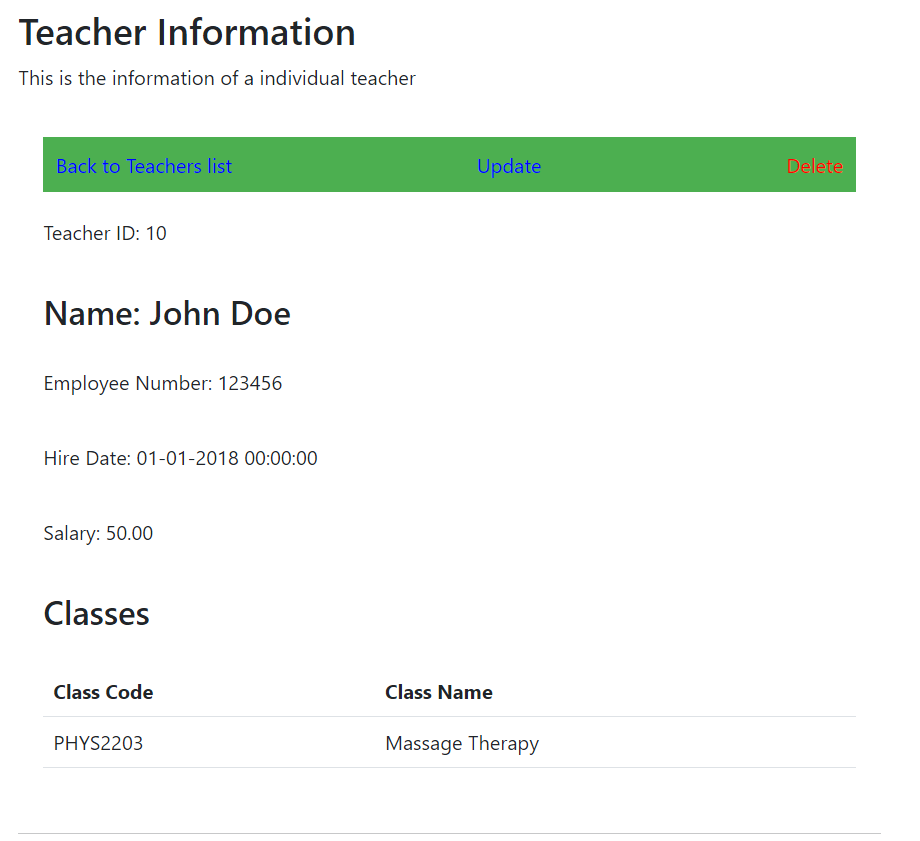 Teacher Information
This is the information of a individual teacher
Back to Teachers list Update Delete
Teacher ID: 10
Name: John Doe
Employee Number: 123456
Hire Date: 01-01-2018 00:00:00
Salary: 50.00
Classes
Class Code Class Name
PHYS2203 Massage Therapy